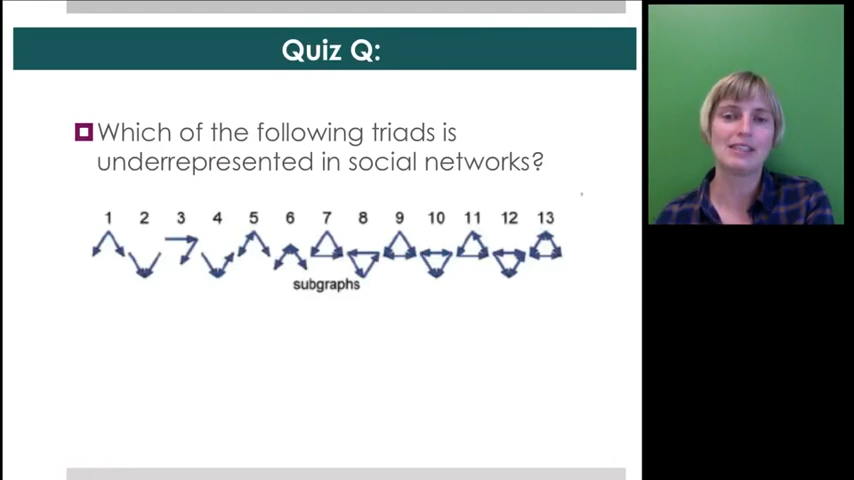 Quiz Q:
Which of the following triads is
underrepresented in social networks?
1 2 3 4 5 6 7 8 9 10 11 12 13
subgraphs